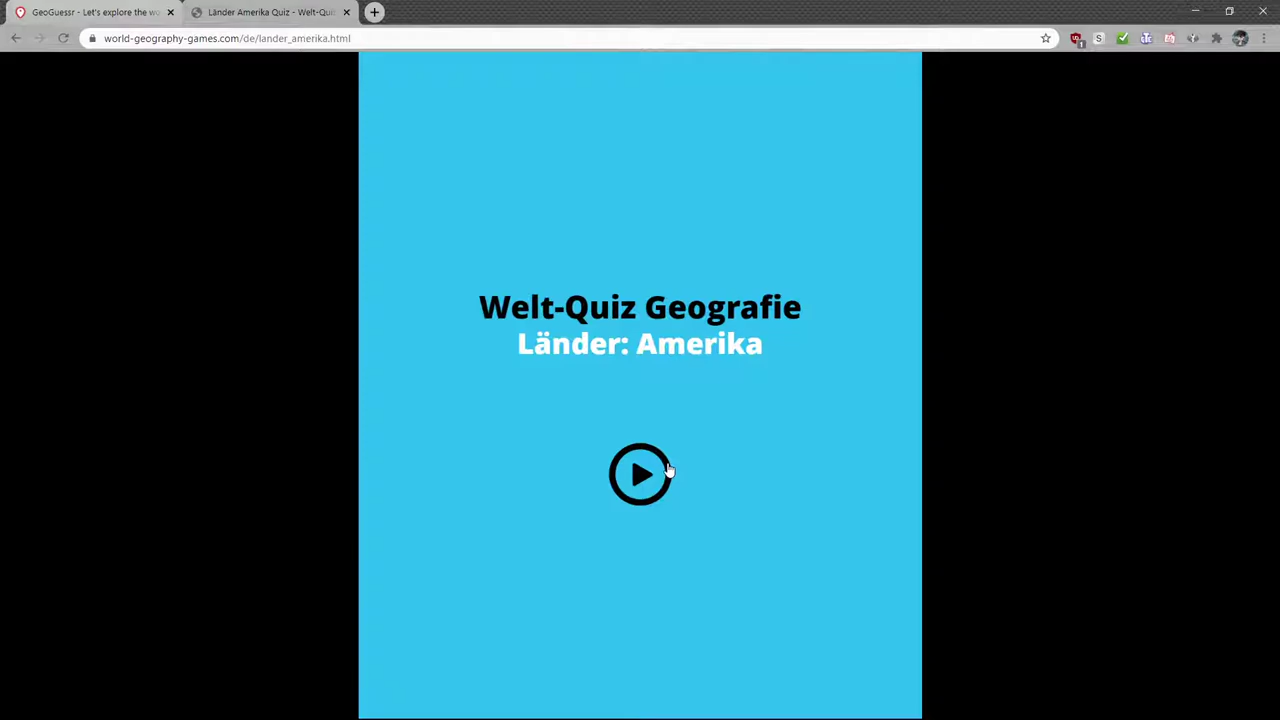 GeoGuessr - Let's explore the wo
Länder Amerika Quiz - Welt-Qui
world-geography-games.com/de/lander_amerika.html
Welt-Quiz Geografie
Länder: Amerika